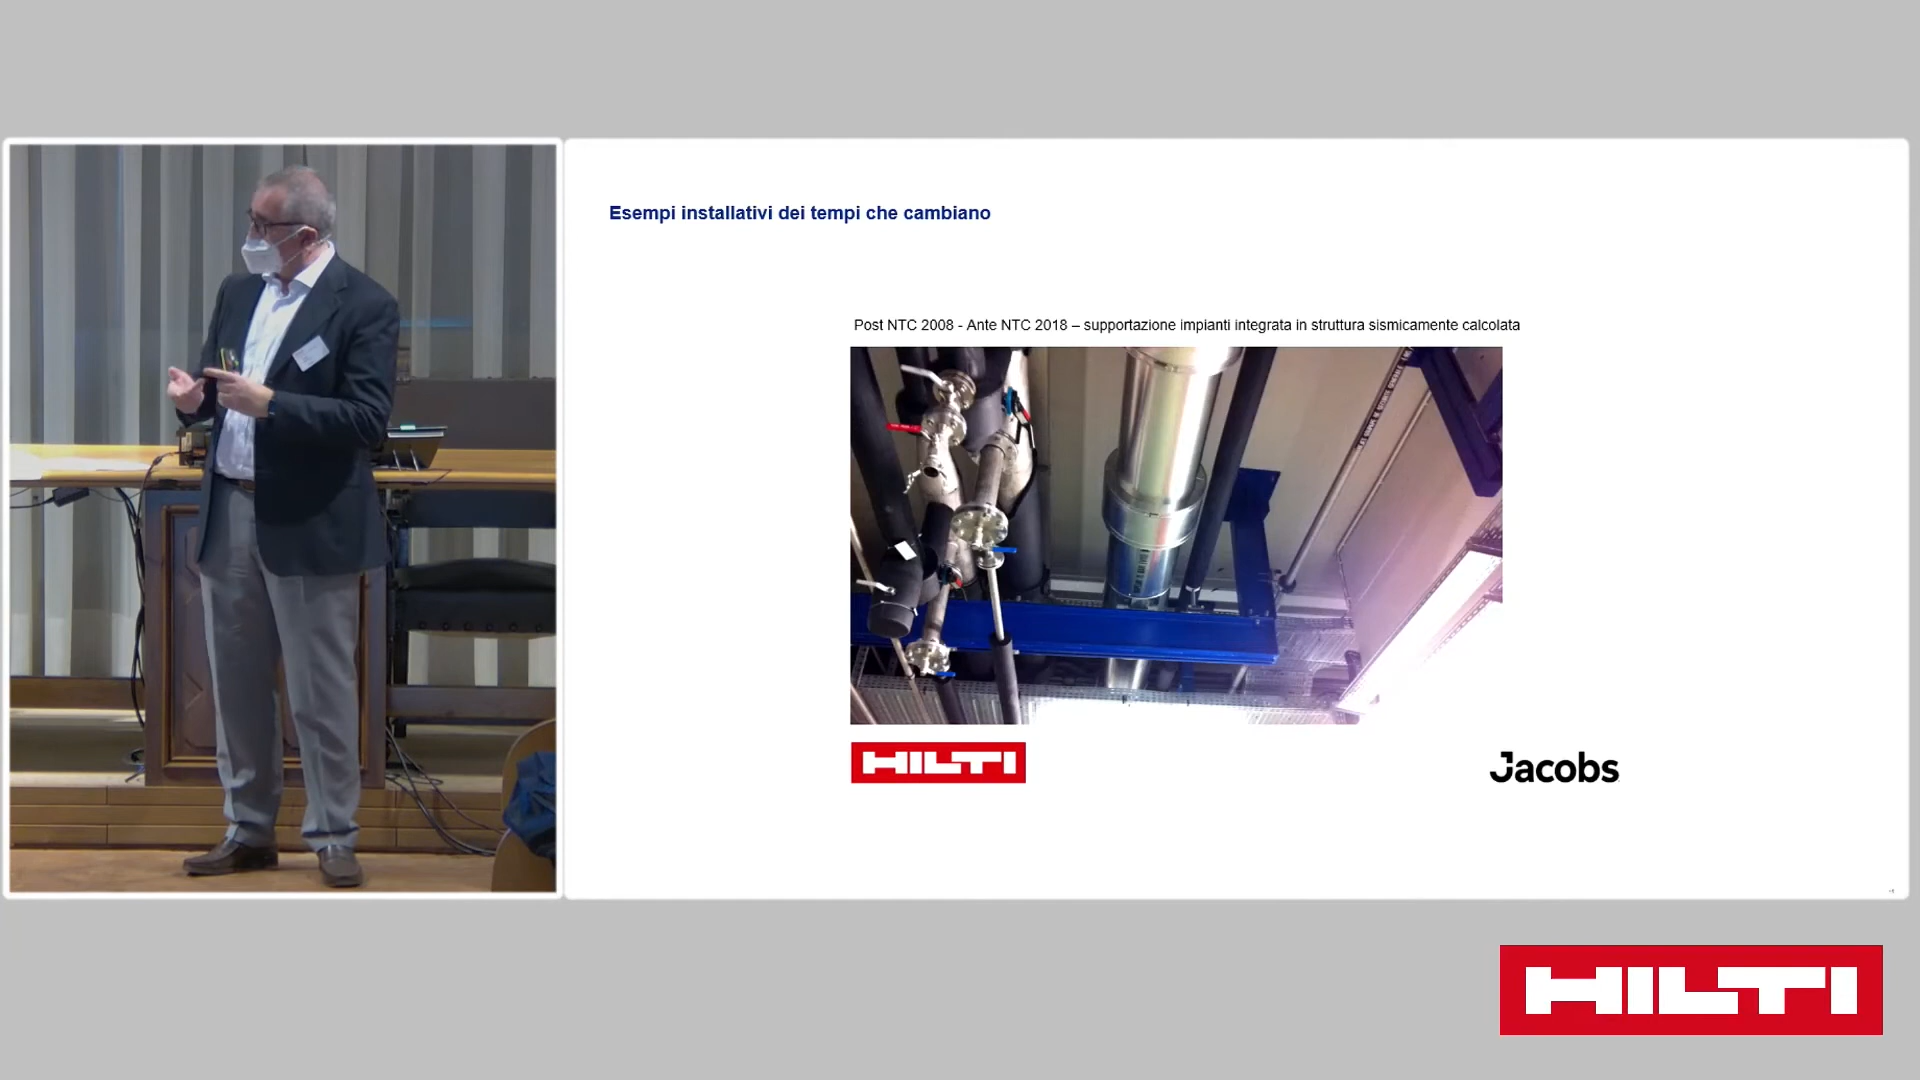 Esempi installativi dei tempi che cambiano
Post NTC 2008 - Ante NTC 2018 – supportazione impianti integrata in struttura sismicamente calcolata
HILTI
Jacobs
HILTI